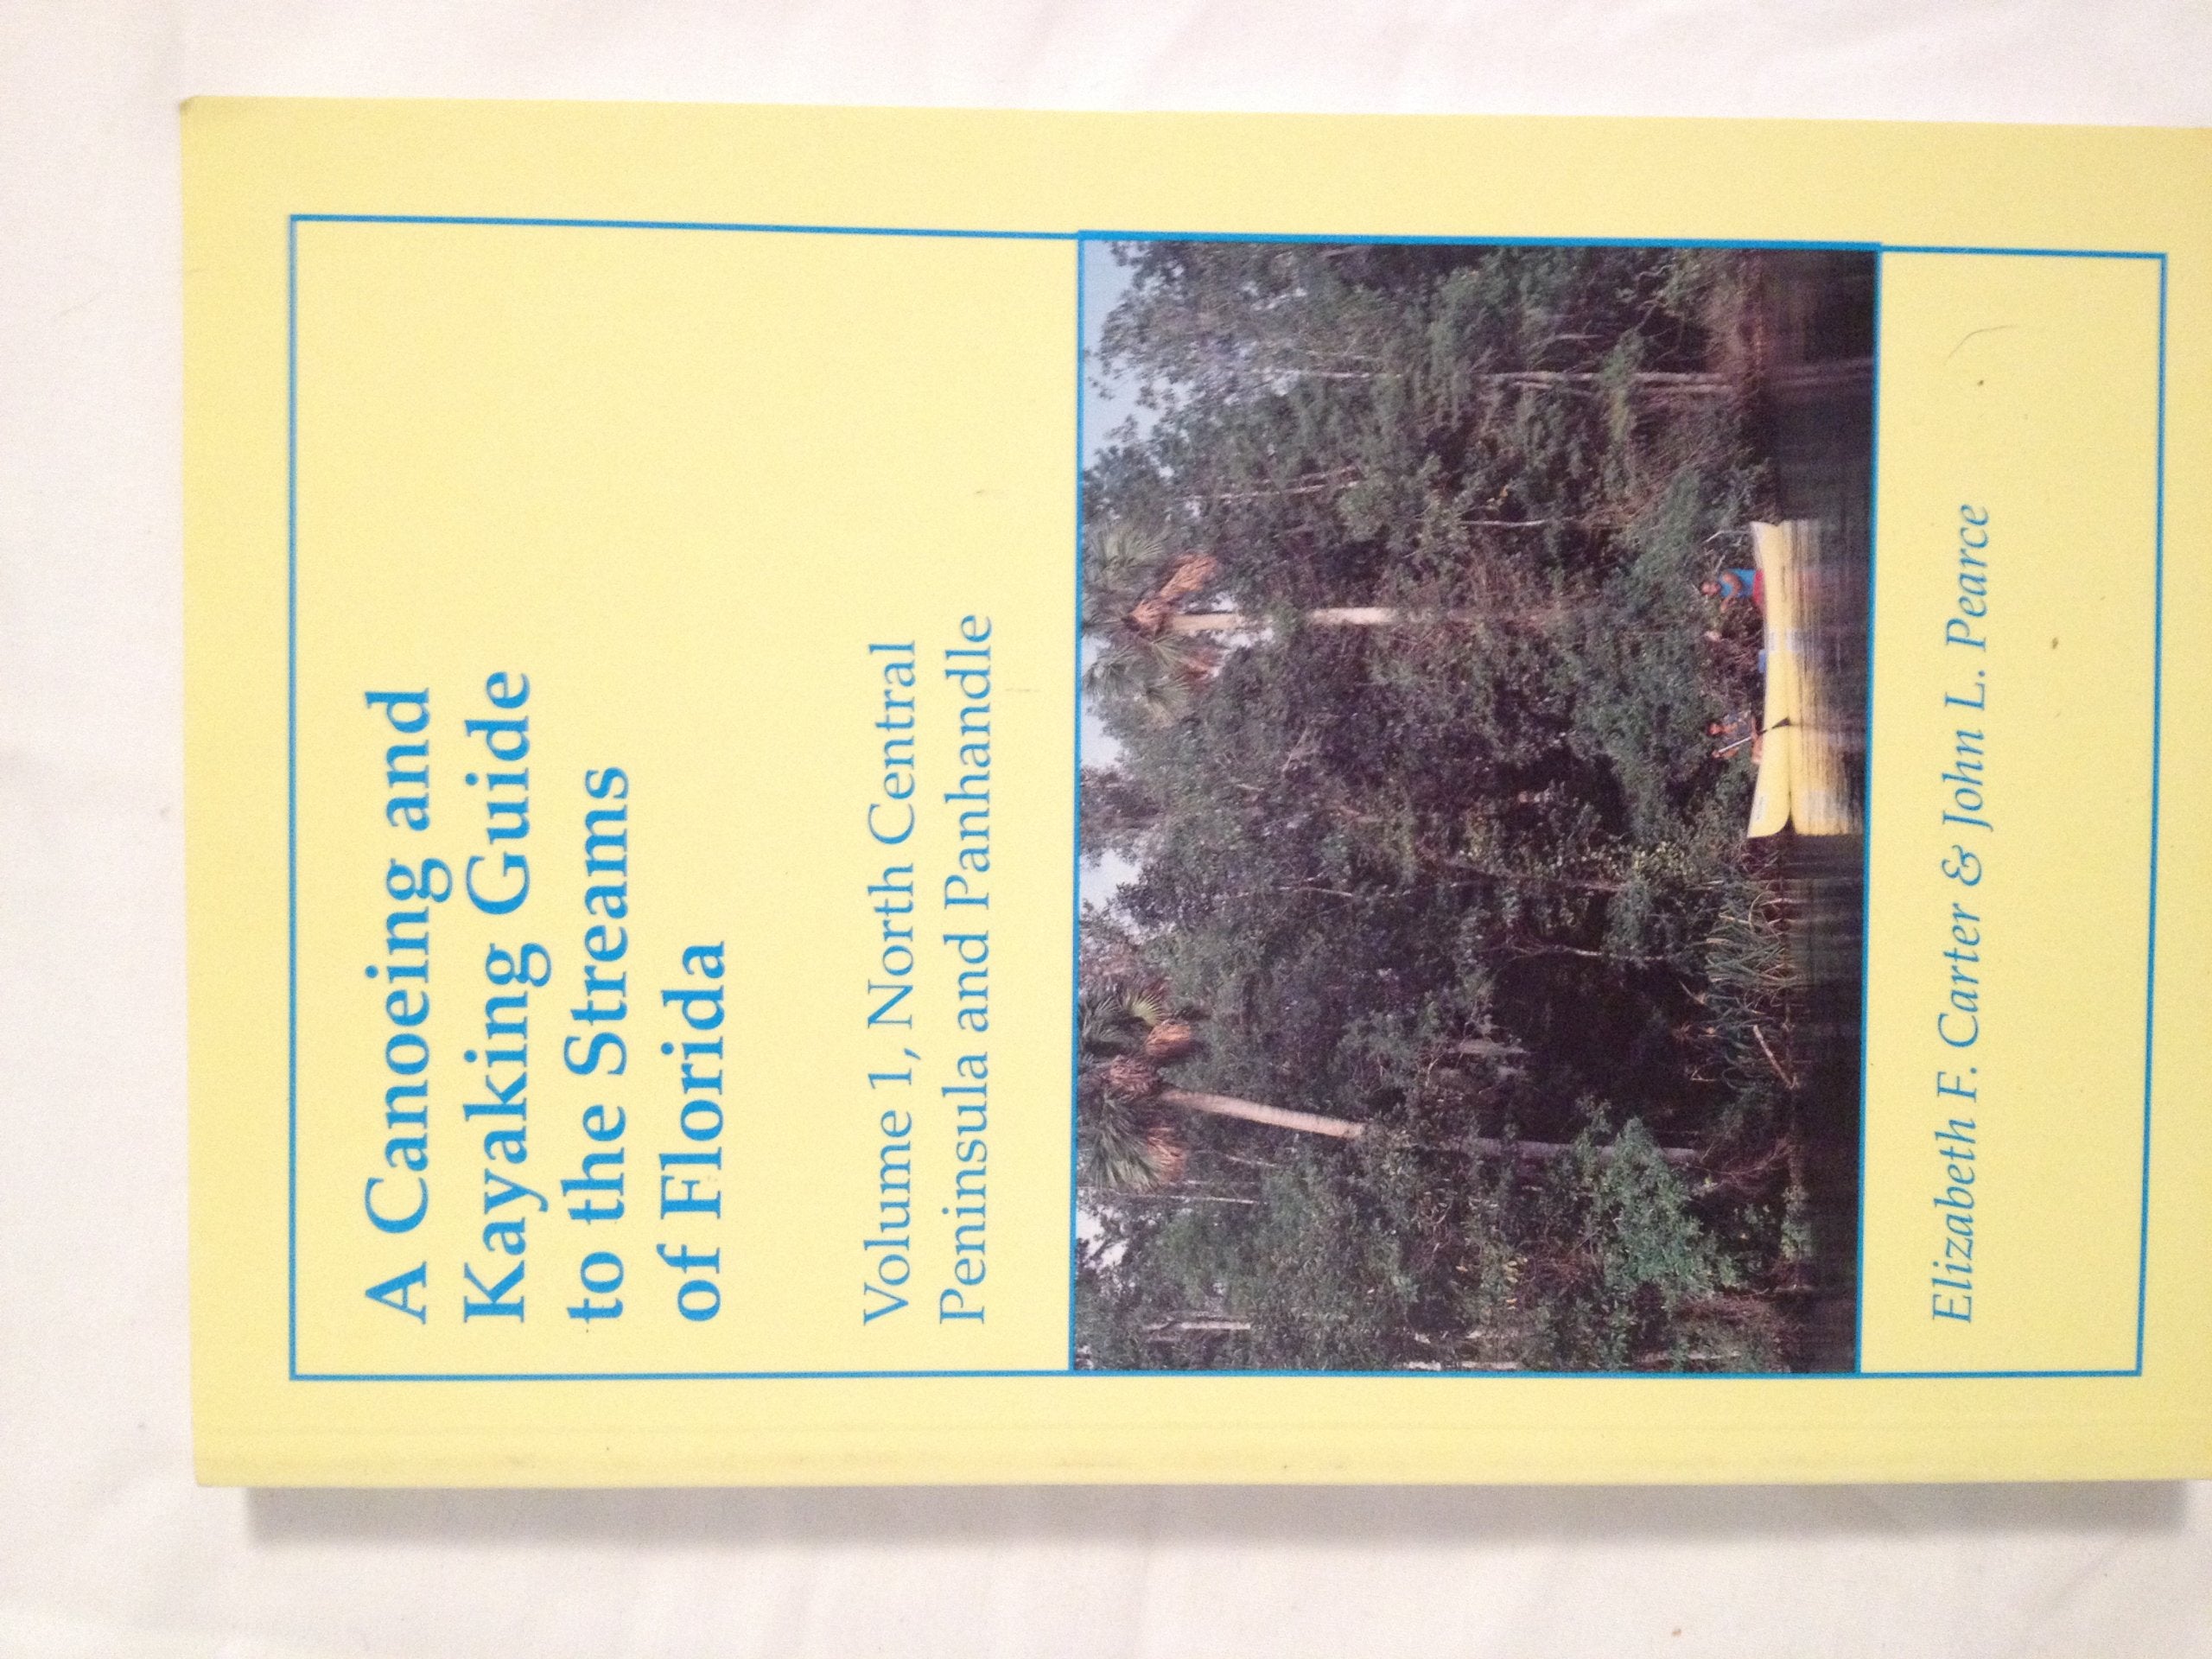 A Canoeing and
Kayaking Guide
to the Streams
of Florida
Volume 1, North Central
Peninsula and Panhandle
Elizabeth F. Carter & John L. Pearce